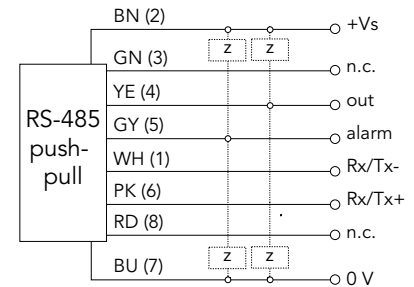 BN (2)
+Vs
z z
GN (3)
n.c.
YE (4)
out
RS-485
push-
pull
GY (5)
alarm
WH (1)
Rx/Tx-
PK (6)
Rx/Tx+
RD (8)
n.c.
z z
BU (7)
0 V